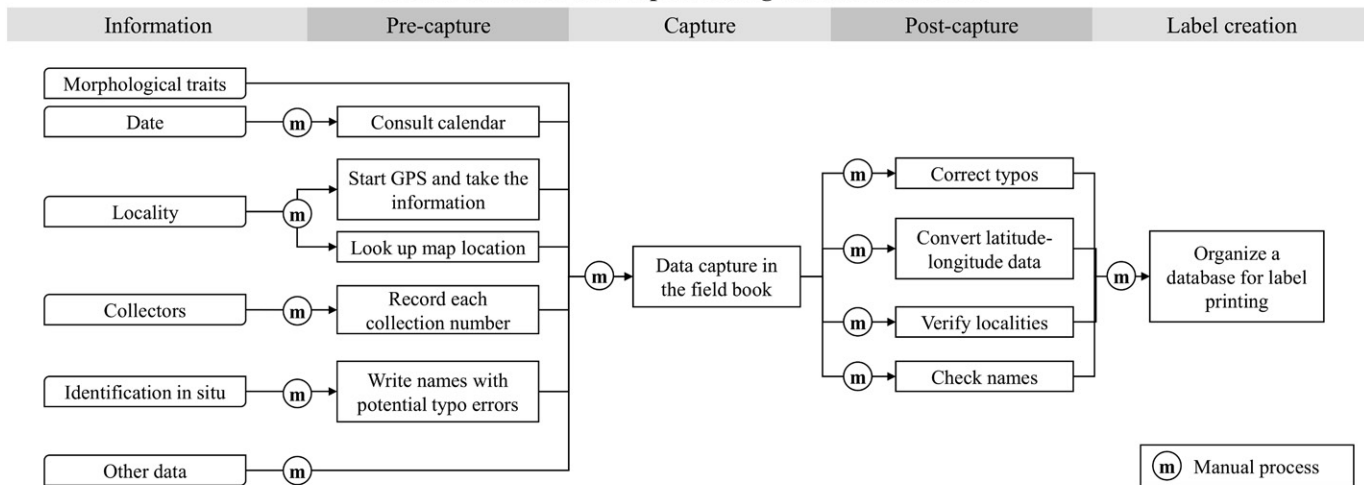 Information
Pre-capture
Capture
Post-capture
Label creation
Morphological traits
Date
m
Consult calendar
Locality
m
Start GPS and take the
information
Look up map location
Collectors
m
Record each
collection number
Identification in situ
m
Write names with
potential typo errors
Other data
m
m
Data capture in
the field book
m
Correct typos
m
Convert latitude-
longitude data
m
Verify localities
m
Check names
m
Organize a
database for label
printing
m
Manual process